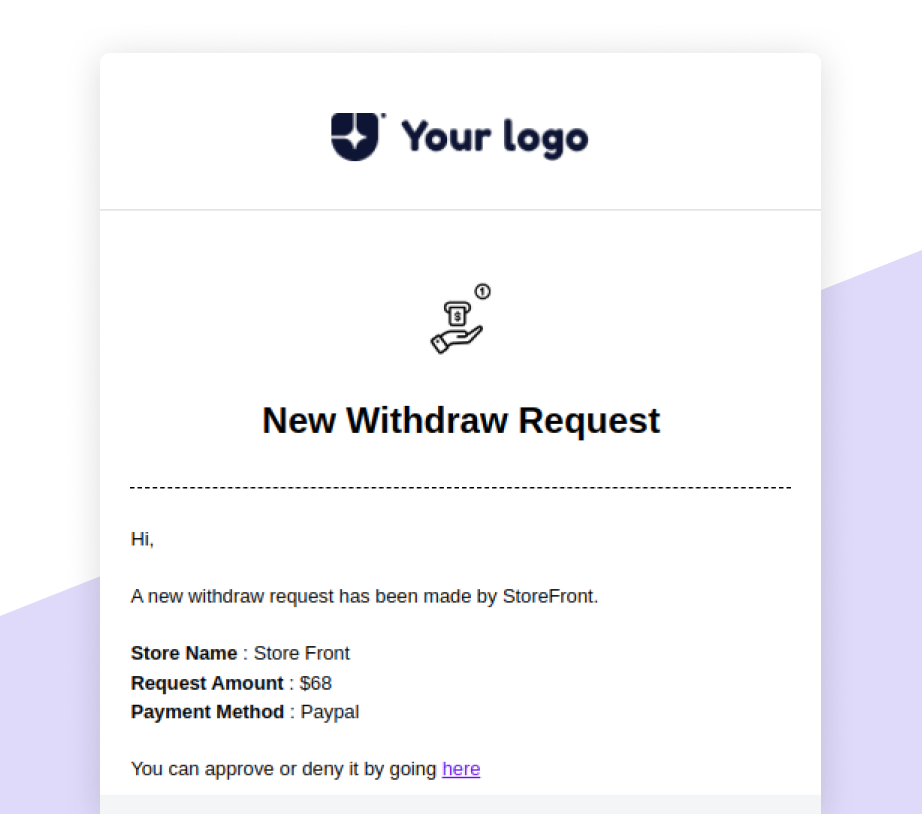 Your logo
1
$
New Withdraw Request
Hi,
A new withdraw request has been made by StoreFront.
Store Name : Store Front
Request Amount : $68
Payment Method : Paypal
You can approve or deny it by going here